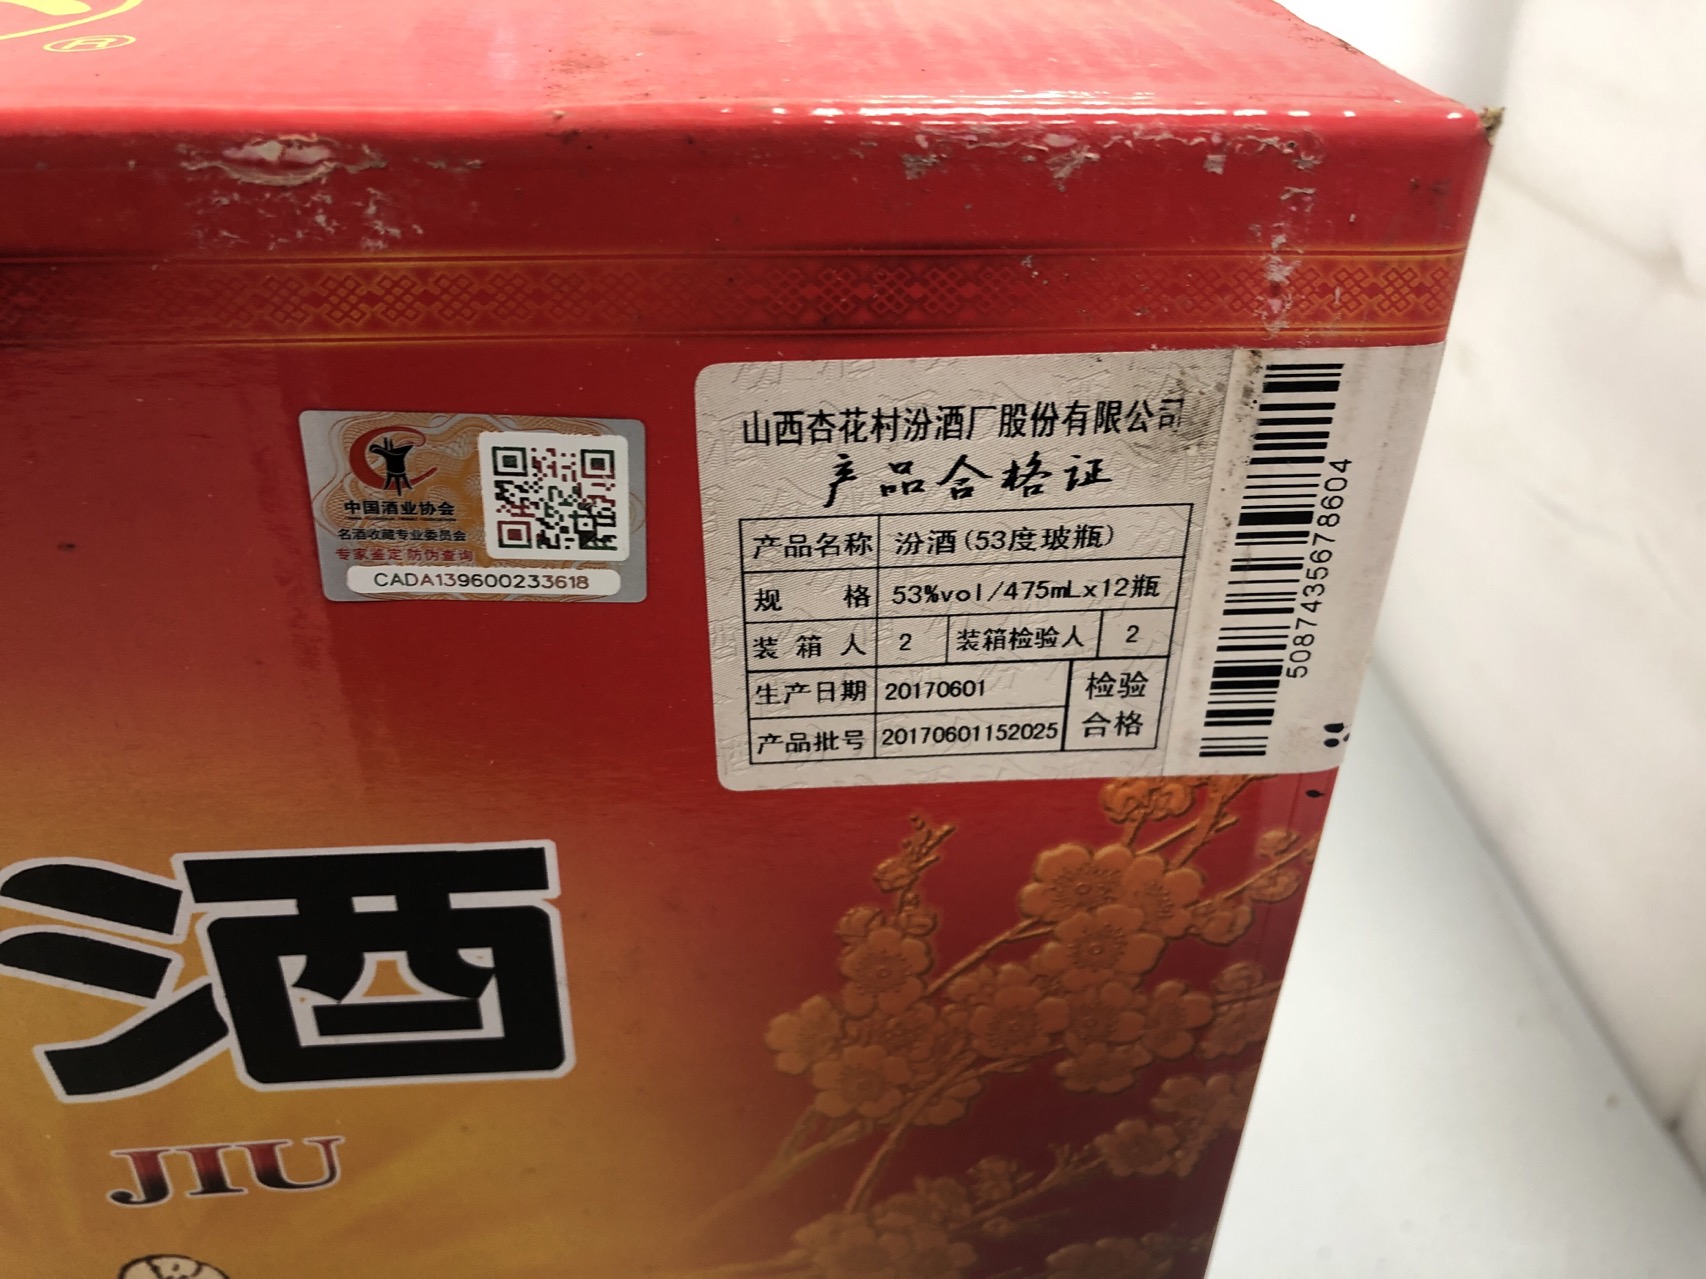 ®
中国酒业协会
名酒收藏专业委员会
专家鉴定 防伪查询
CADA139600233618
山西杏花村汾酒厂股份有限公司
产品合格证
产品名称 汾酒(53度玻瓶)
规 格 53%vol/475mLx12瓶
装 箱 人 2 装箱检验人 2
生产日期 20170601 检验
产品批号 20170601152025 合格
5087435678604
酒
JIU